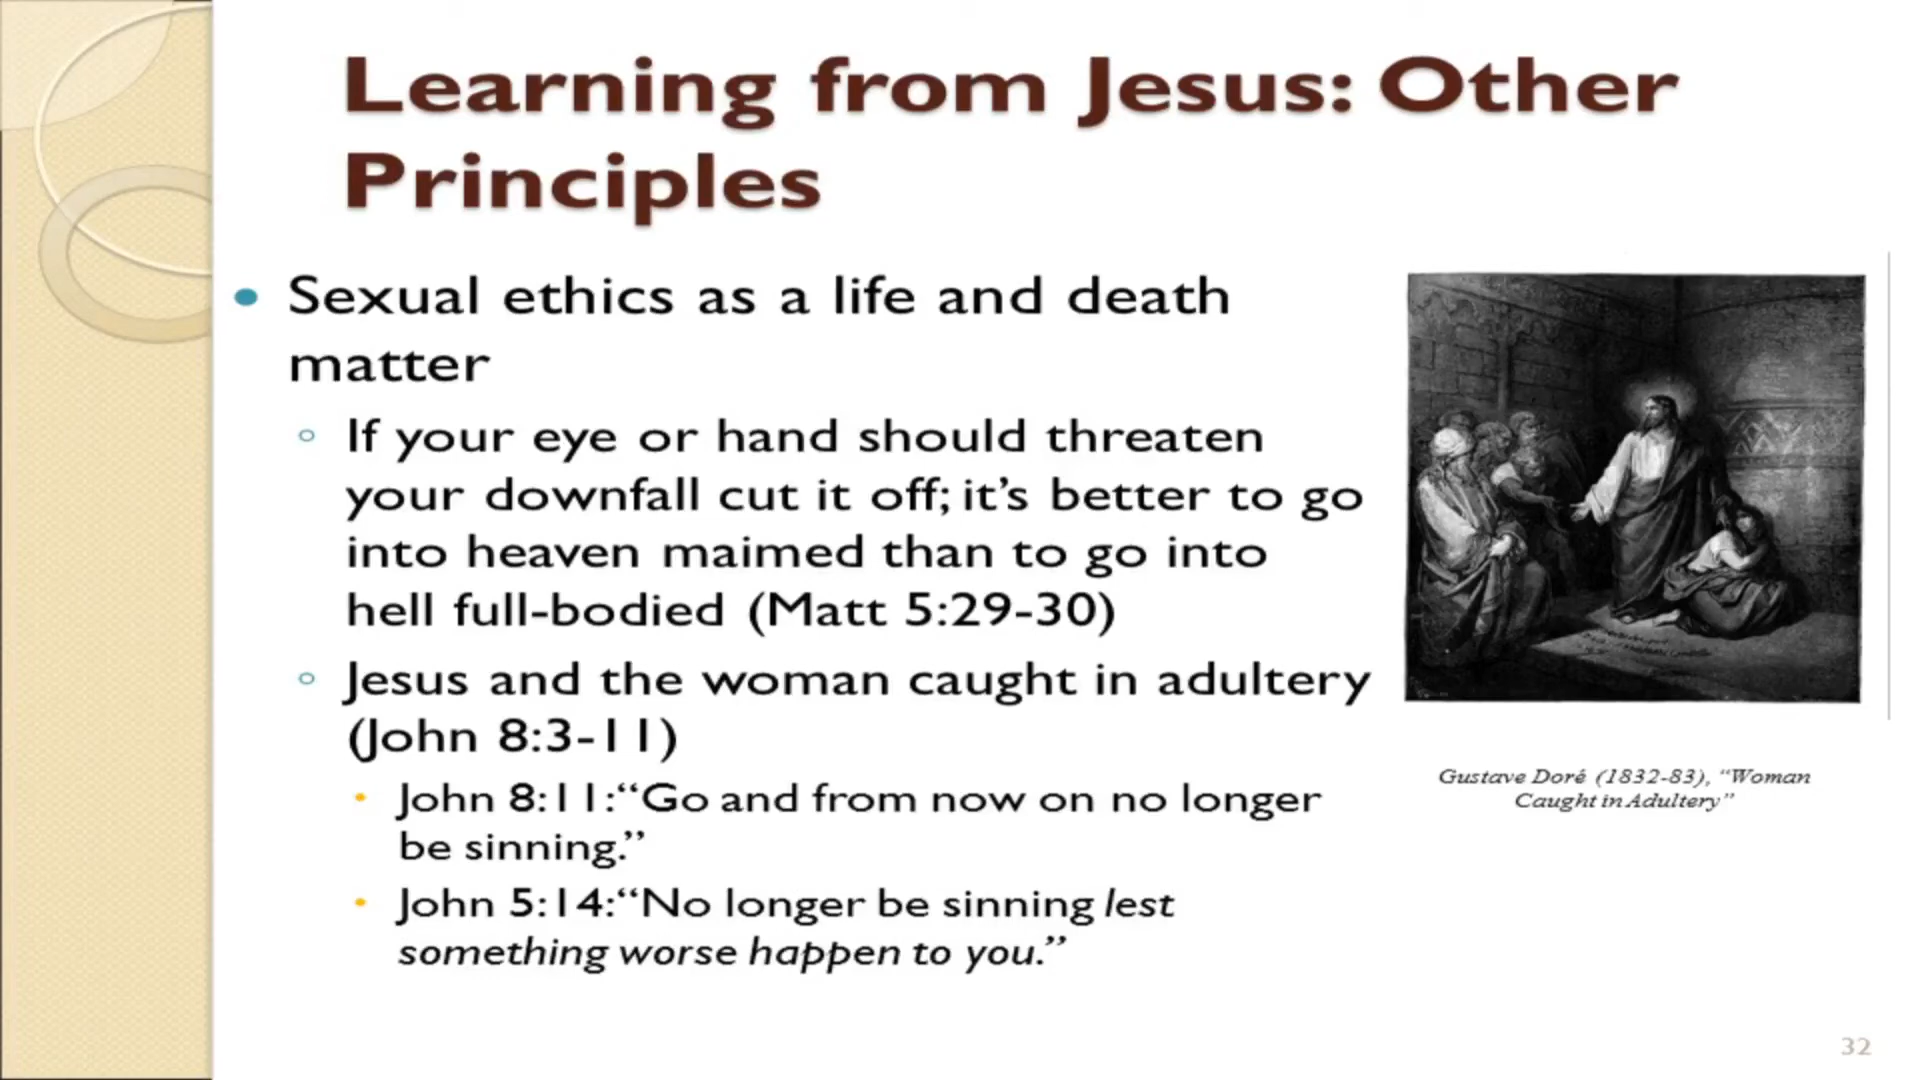 Learning from Jesus: Other
Principles
Sexual ethics as a life and death
matter
If your eye or hand should threaten
your downfall cut it off; it’s better to go
into heaven maimed than to go into
hell full-bodied (Matt 5:29-30)
Jesus and the woman caught in adultery
(John 8:3-11)
John 8:11:“Go and from now on no longer
be sinning.”
John 5:14:“No longer be sinning lest
something worse happen to you.”
Gustave Doré (1832-83), “Woman
Caught in Adultery”
32